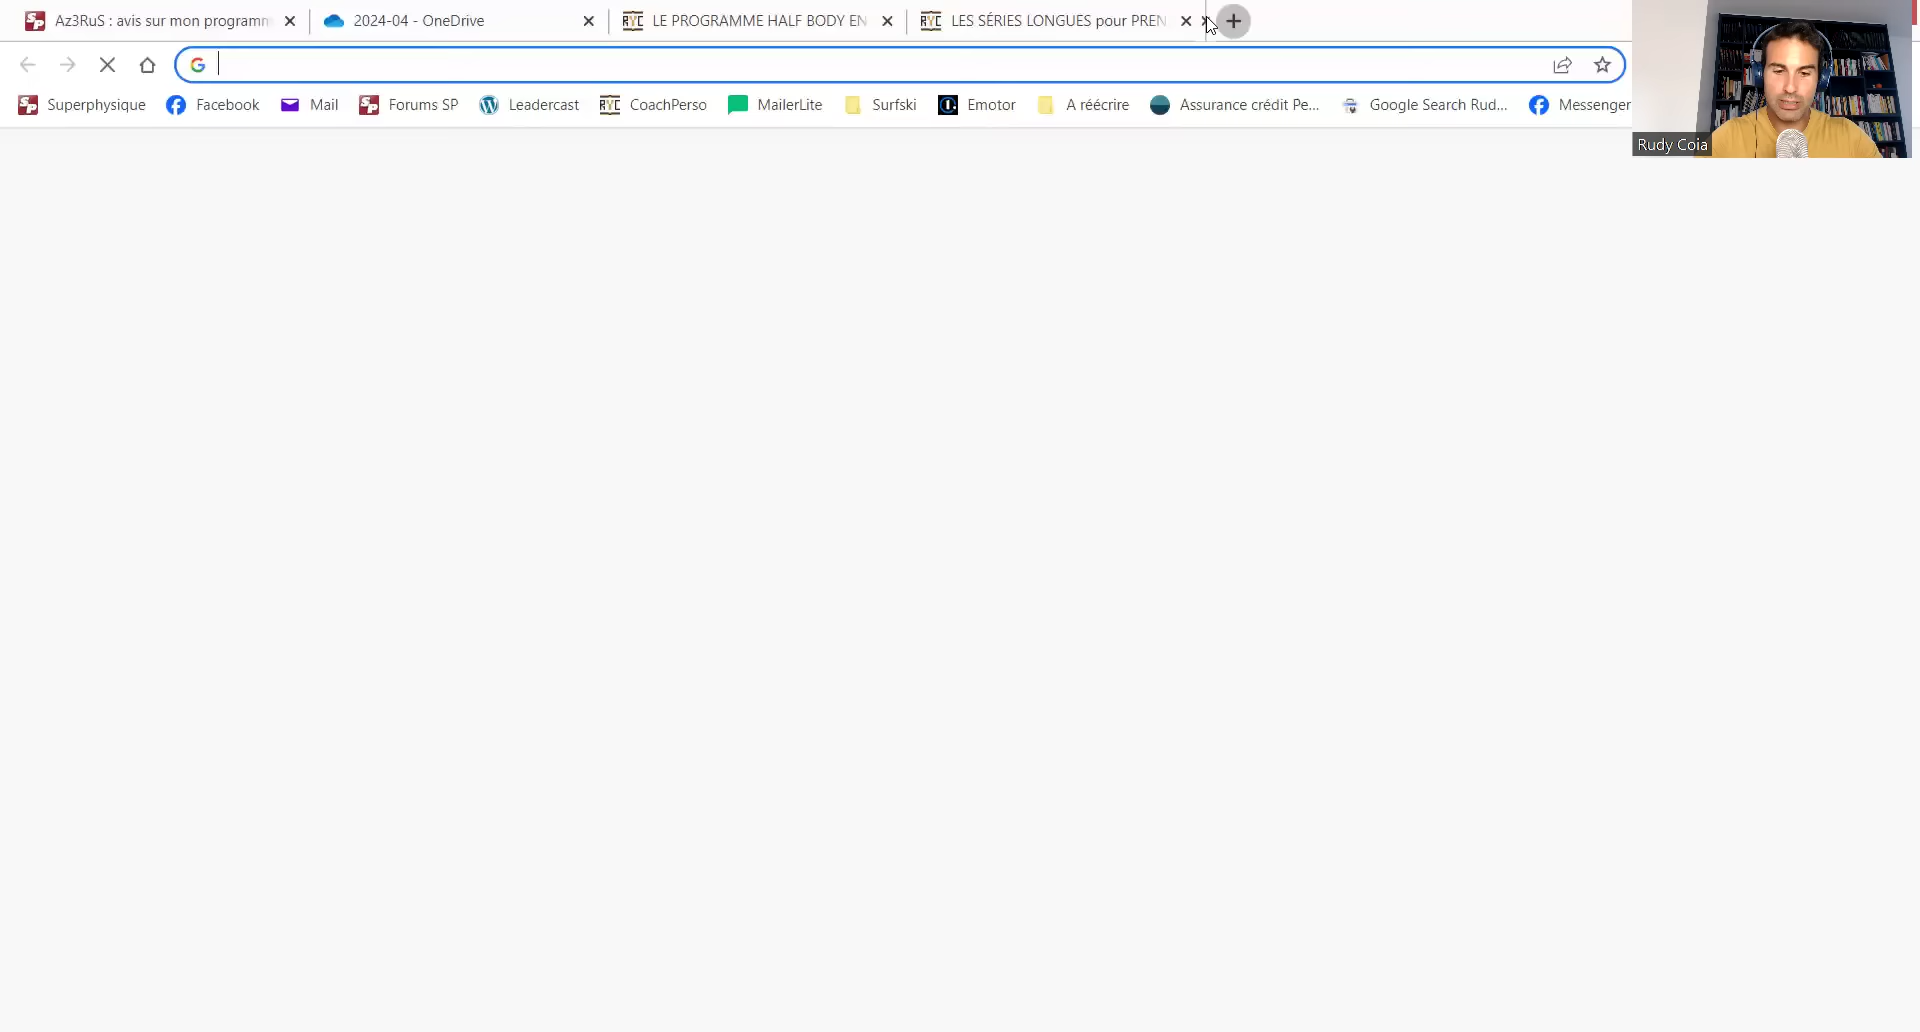 Az3RuS : avis sur mon programm
2024-04 - OneDrive
LE PROGRAMME HALF BODY EN
LES SÉRIES LONGUES pour PREN
Superphysique
Facebook
Mail
Forums SP
Leadercast
CoachPerso
MailerLite
Surfski
Emotor
A réécrire
Assurance crédit Pe...
Google Search Rud...
Messenger
Rudy Coia